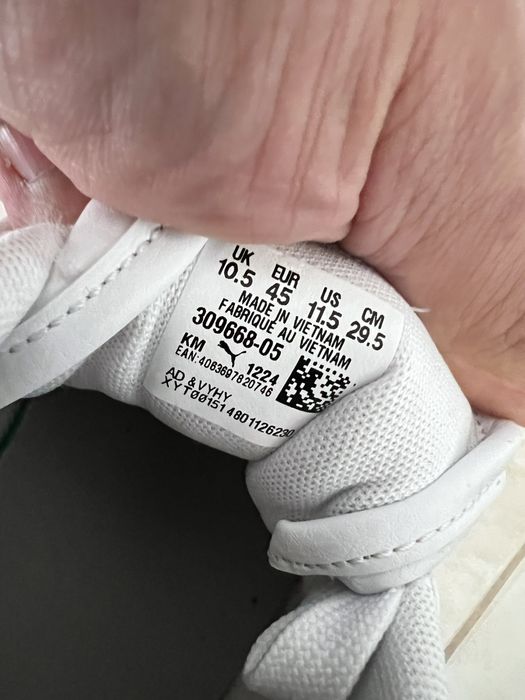 UK EUR US CM
10.5 45 11.5 29.5
MADE IN VIETNAM
FABRIQUE AU VIETNAM
309668-05
KM 1224
EAN:4063697820746
AD &VYHY
XYT00151480112623